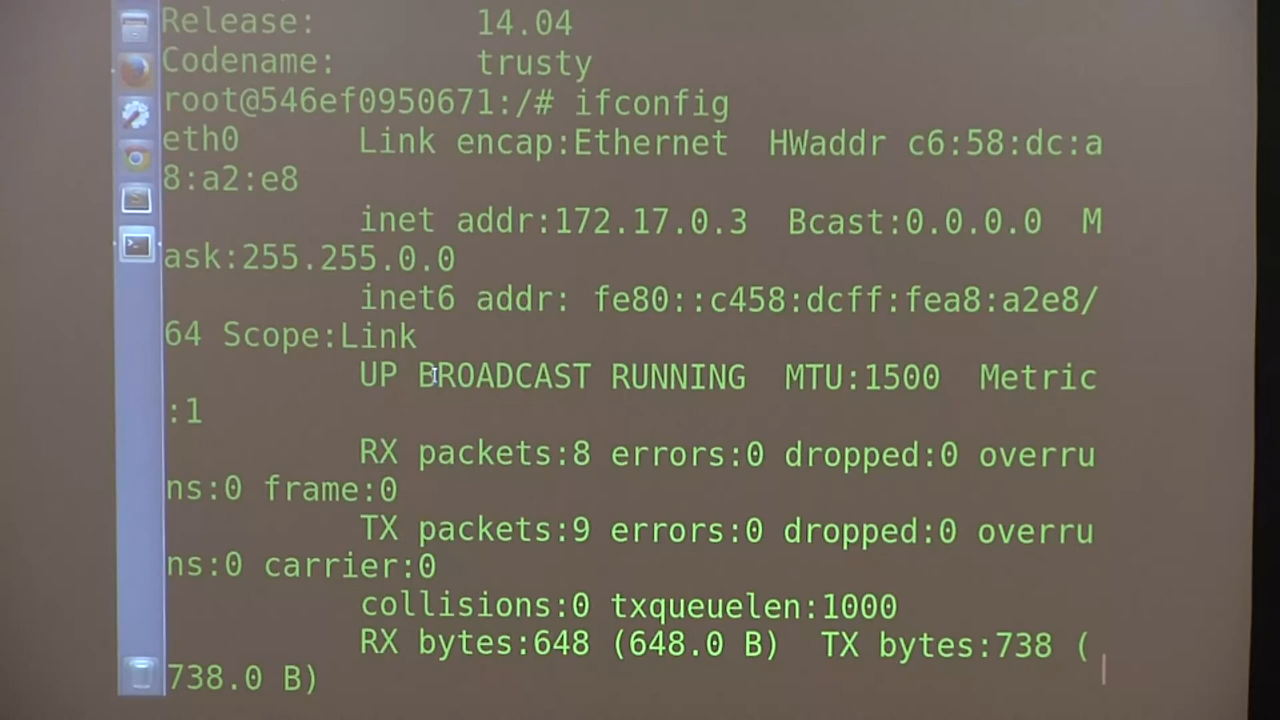 Release:        14.04
Codename:       trusty
root@546ef0950671:/# ifconfig
eth0      Link encap:Ethernet  HWaddr c6:58:dc:a
8:a2:e8
          inet addr:172.17.0.3  Bcast:0.0.0.0  M
ask:255.255.0.0
          inet6 addr: fe80::c458:dcff:fea8:a2e8/
64 Scope:Link
          UP BROADCAST RUNNING  MTU:1500  Metric
:1
          RX packets:8 errors:0 dropped:0 overru
ns:0 frame:0
          TX packets:9 errors:0 dropped:0 overru
ns:0 carrier:0
          collisions:0 txqueuelen:1000
          RX bytes:648 (648.0 B)  TX bytes:738 (
738.0 B)